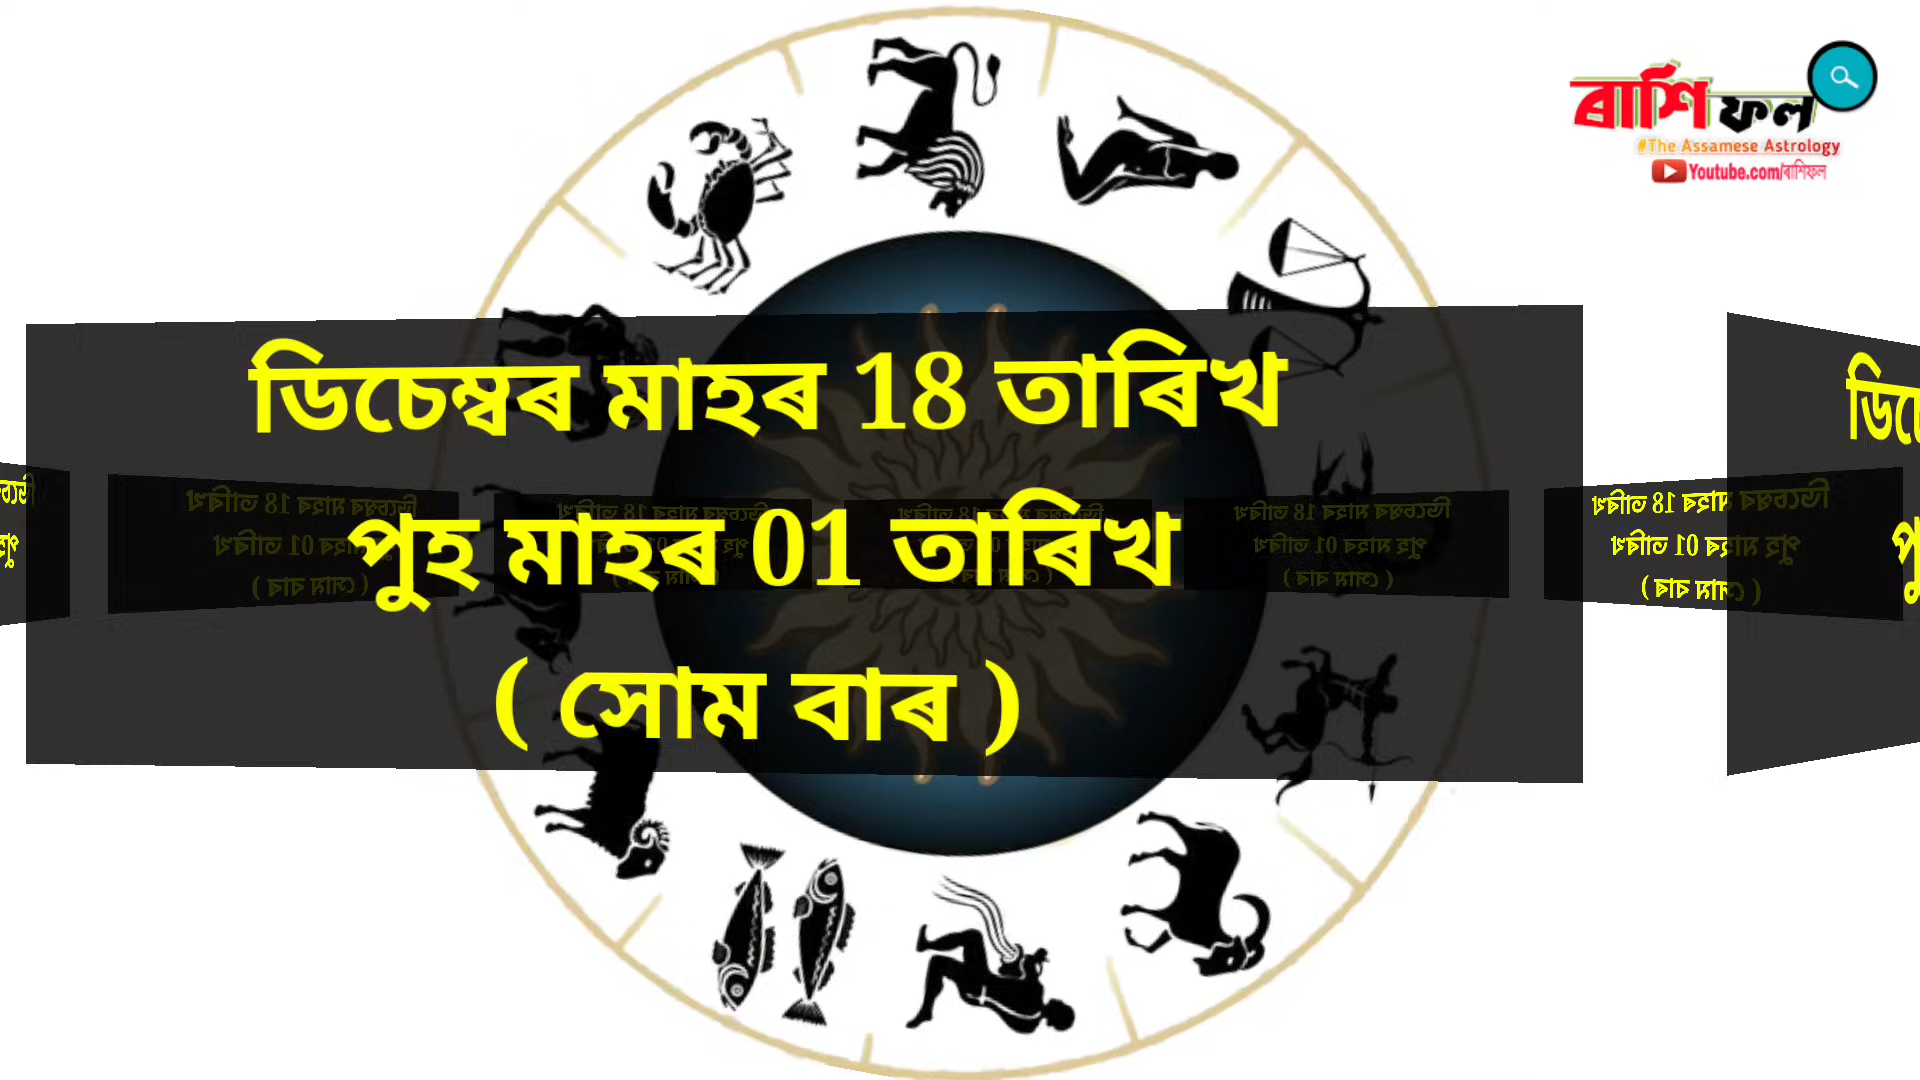 ৰাশি ফল
#The Assamese Astrology
Youtube.com/ৰাশিফল
ডিচেম্বৰ মাহৰ 18 তাৰিখ
পুহ মাহৰ 01 তাৰিখ
( সোম বাৰ )